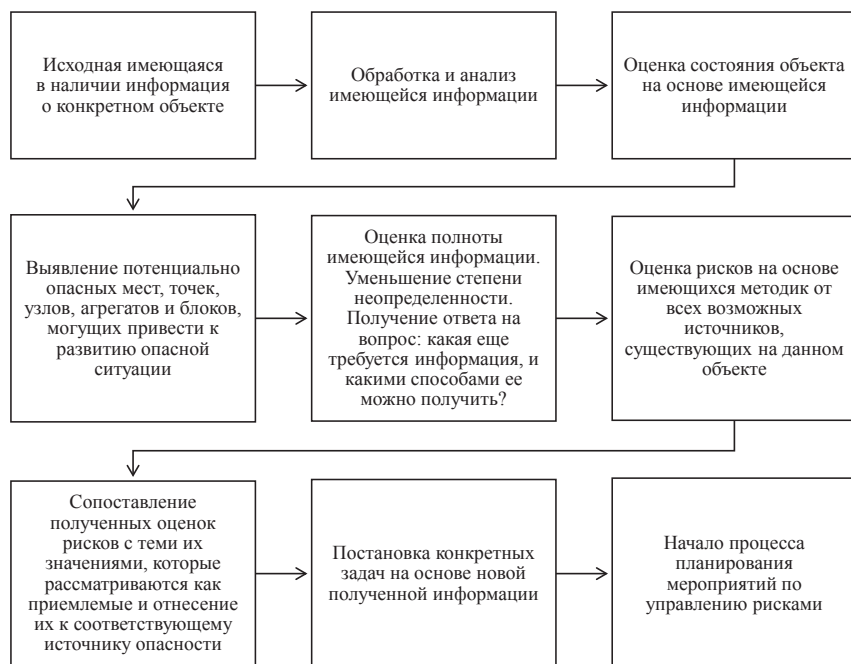 Исходная имеющаяся
в наличии информация
о конкретном объекте
Обработка и анализ
имеющейся информации
Оценка состояния объекта
на основе имеющейся
информации
Выявление потенциально
опасных мест, точек,
узлов, агрегатов и блоков,
могущих привести к
развитию опасной
ситуации
Оценка полноты
имеющейся информации.
Уменьшение степени
неопределенности.
Получение ответа на
вопрос: какая еще
требуется информация, и
какими способами ее
можно получить?
Оценка рисков на основе
имеющихся методик от
всех возможных
источников,
существующих на данном
объекте
Сопоставление
полученных оценок
рисков с теми их
значениями, которые
рассматриваются как
приемлемые и отнесение
их к соответствующему
источнику опасности
Постановка конкретных
задач на основе новой
полученной информации
Начало процесса
планирования
мероприятий по
управлению рисками